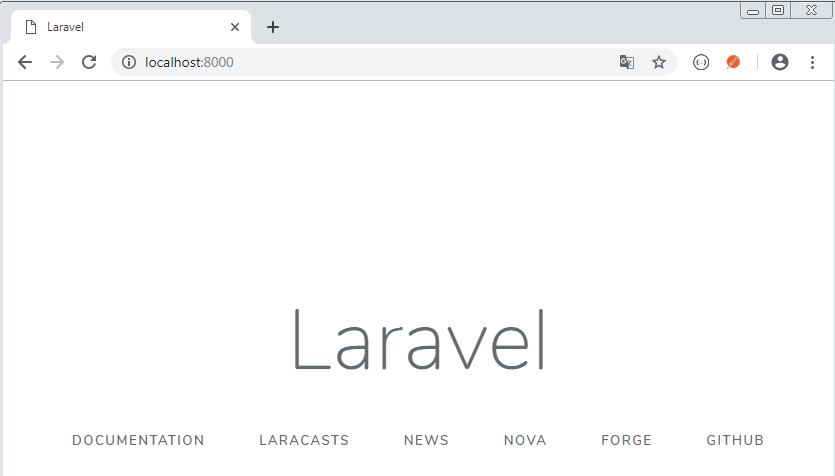 Laravel
localhost:8000
Laravel
DOCUMENTATION LARACASTS NEWS NOVA FORGE GITHUB